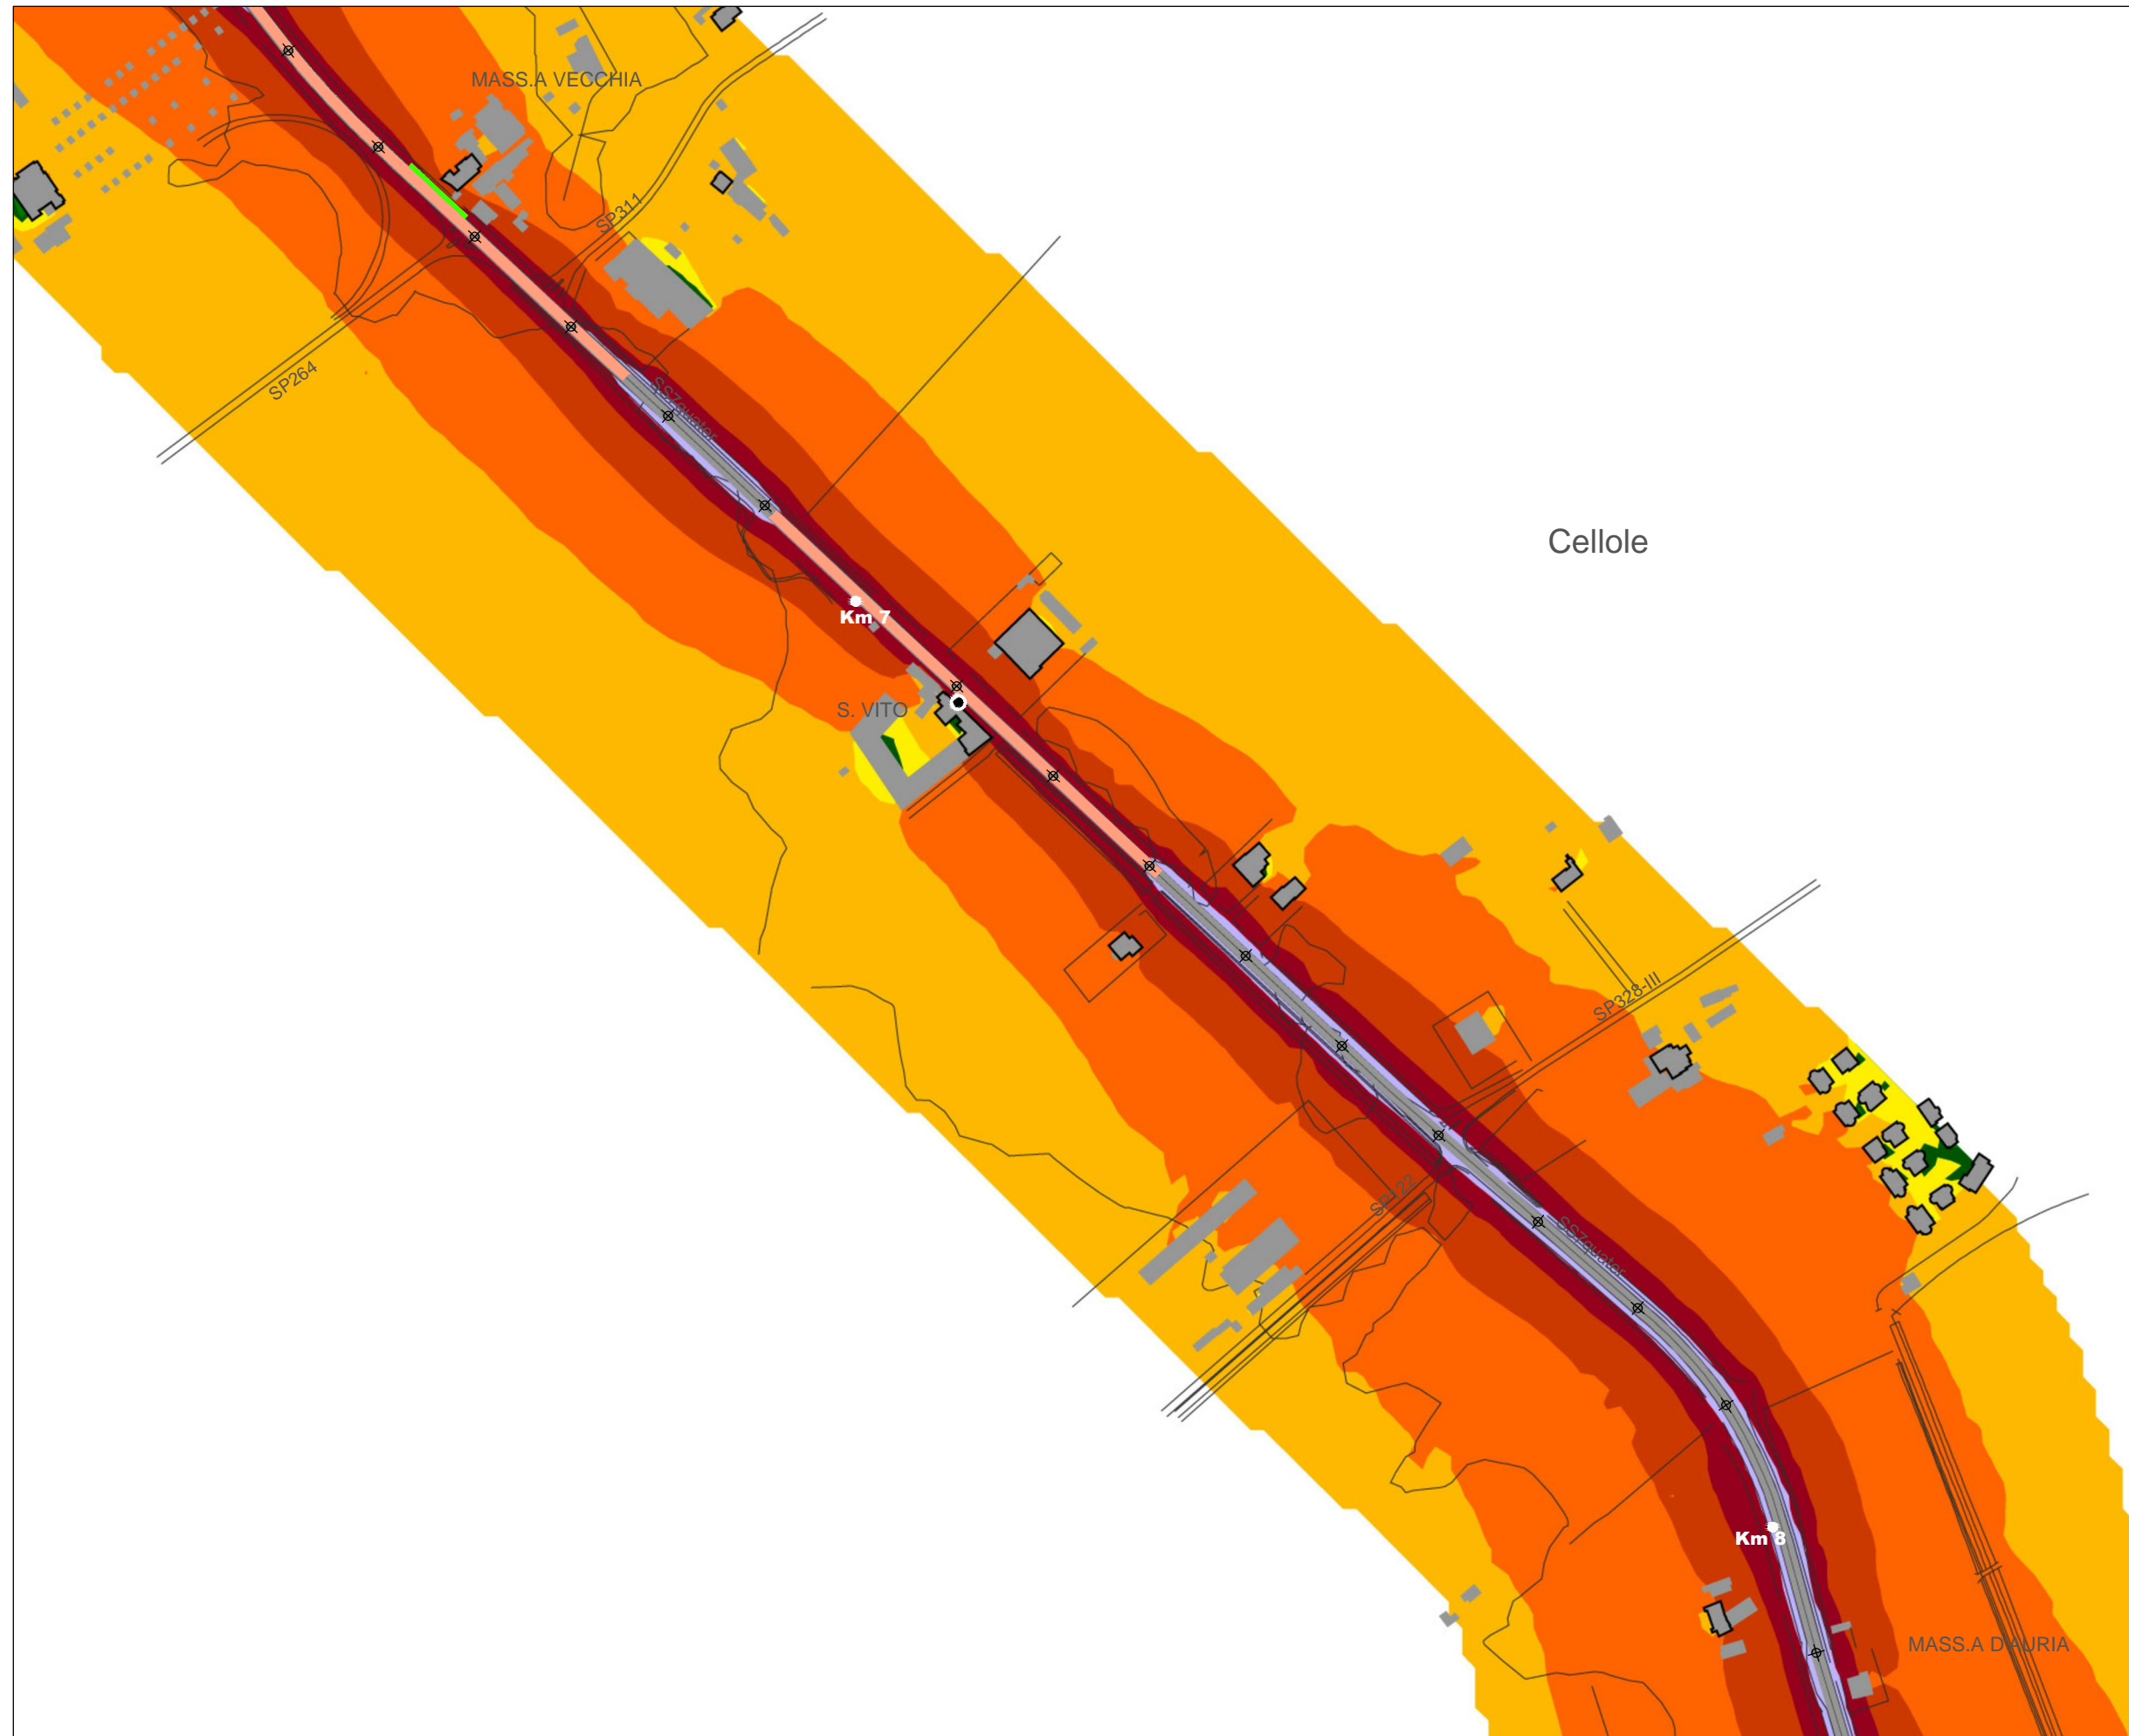 MASS.A VECCHIA
SP311
SP264
SS7quater
Cellole
Km 7
S. VITO
SP328-III
SP122
SS7quater
Km 8
MASS.A D'AURIA